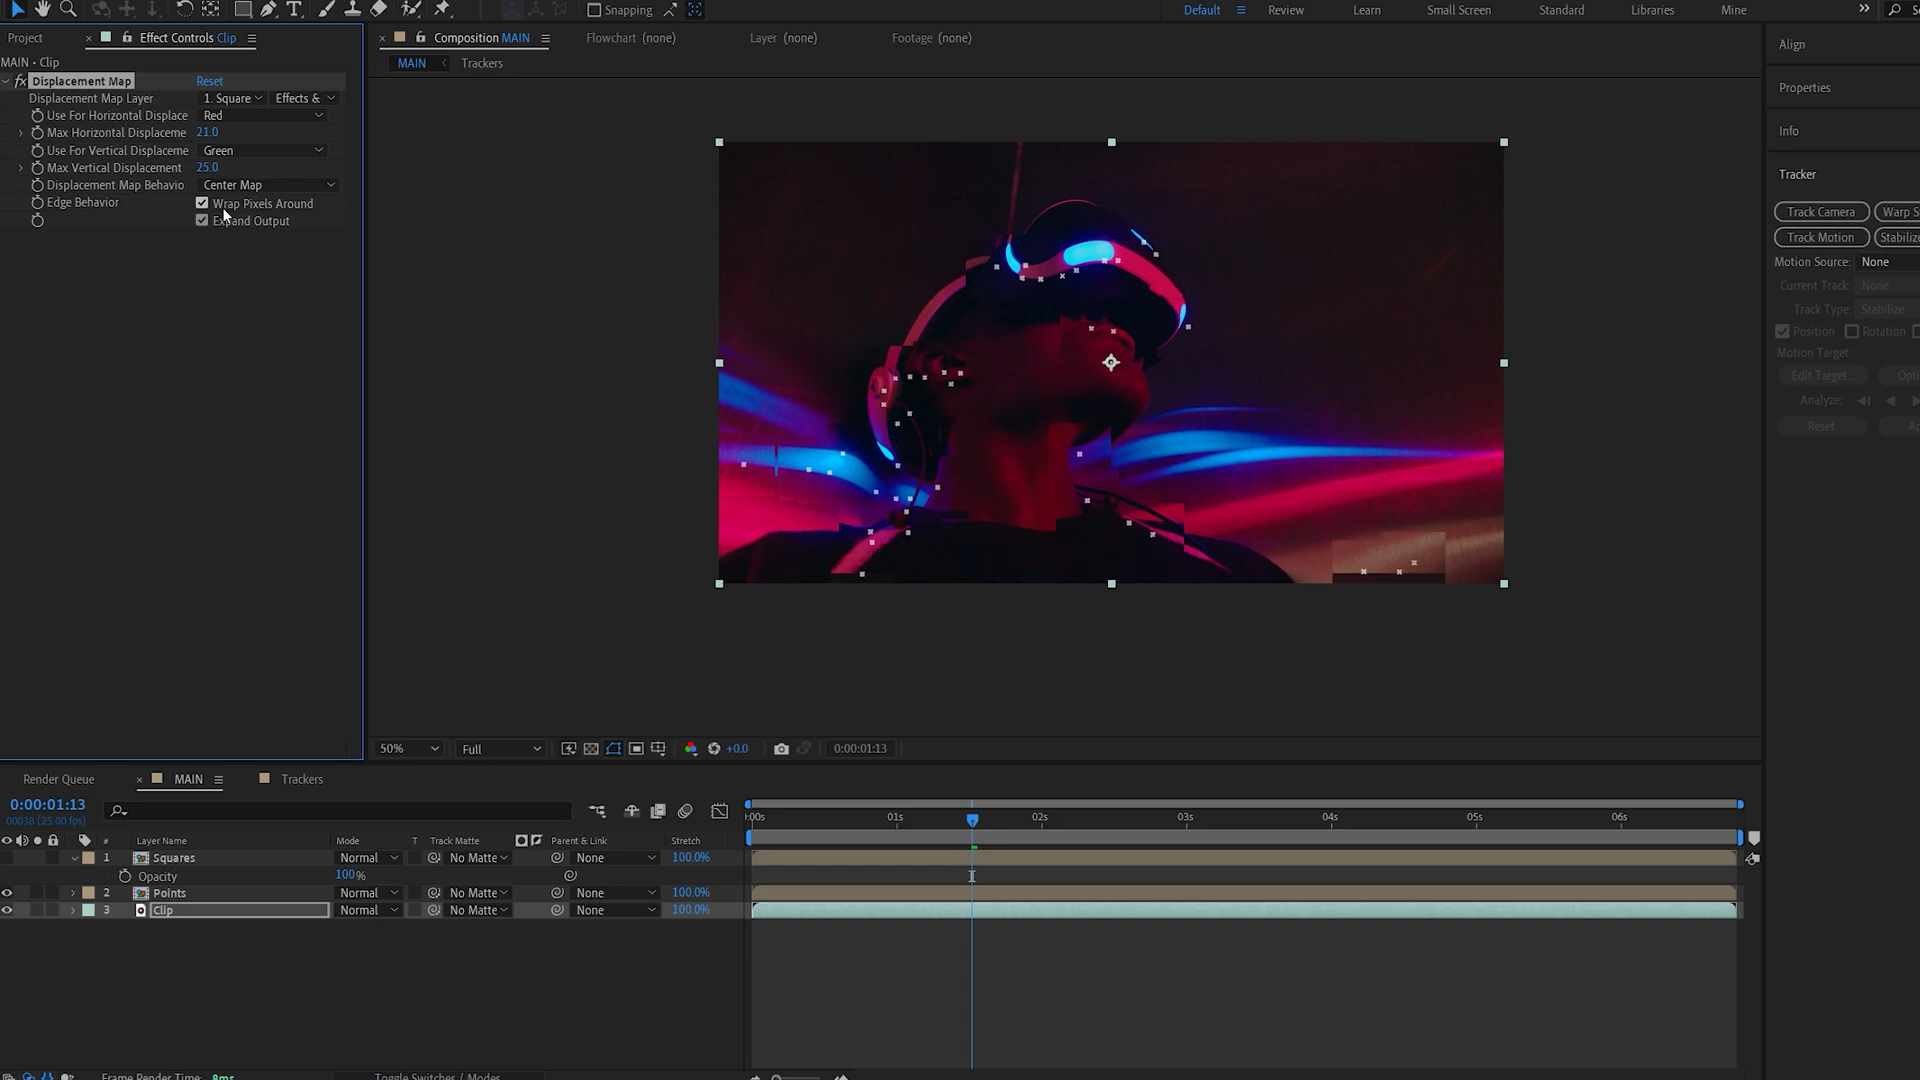 Snapping
Default
Review
Learn
Small Screen
Standard
Libraries
Mine
Project
Effect Controls Clip
Composition MAIN
Flowchart (none)
Layer (none)
Footage (none)
Align
MAIN • Clip
MAIN
Trackers
fx Displacement Map Reset
Properties
Displacement Map Layer 1. Square Effects &
Use For Horizontal Displace Red
Max Horizontal Displaceme 21.0
Info
Use For Vertical Displaceme Green
Max Vertical Displacement 25.0
Tracker
Displacement Map Behavio Center Map
Edge Behavior Wrap Pixels Around
Expand Output
Track Camera Warp S
Track Motion Stabiliz
Motion Source: None
Current Track: None
Track Type: Stabilize
Position Rotation
Motion Target:
Edit Target... Opti
Analyze:
Reset Ap
50% Full +0.0 0:00:01:13
Render Queue MAIN Trackers
0:00:01:13
00038 (25.00 fps)
:00s 01s 02s 03s 04s 05s 06s
# Layer Name Mode T Track Matte Parent & Link Stretch
1 Squares Normal No Matte None 100.0%
Opacity 100%
2 Points Normal No Matte None 100.0%
3 Clip Normal No Matte None 100.0%
Frame Render Time: 8ms Toggle Switches / Modes